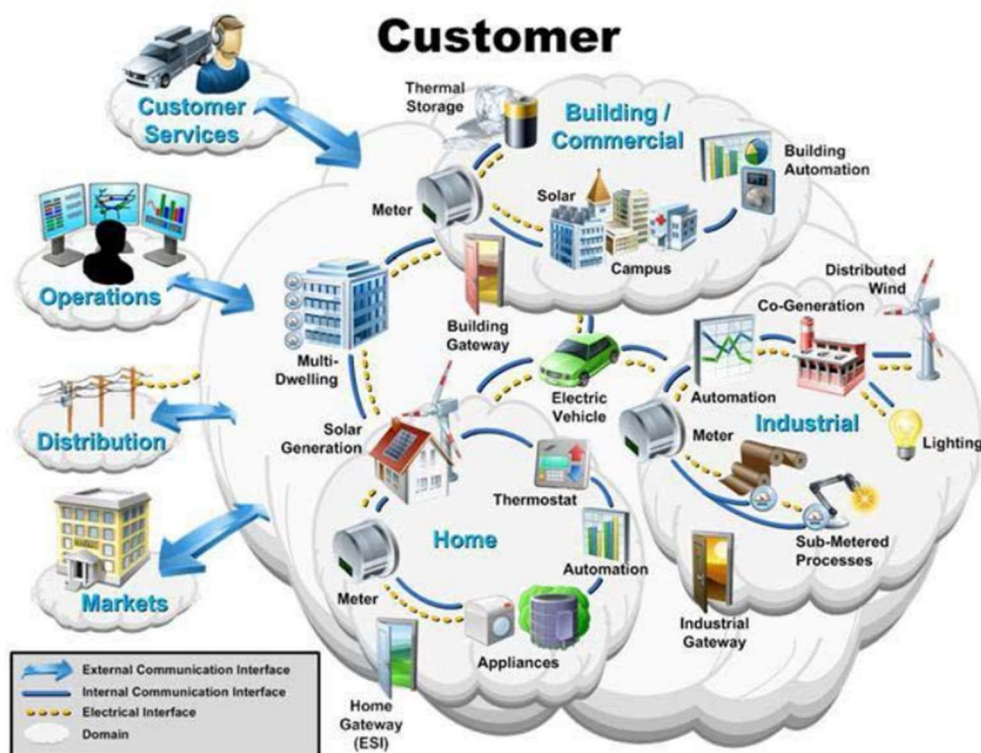 Customer
Customer
Services
Operations
Distribution
Markets
Thermal
Storage
Building /
Commercial
Building
Automation
Meter
Solar
Campus
Building
Gateway
Multi-
Dwelling
Electric
Vehicle
Distributed
Wind
Co-Generation
Automation
Industrial
Meter
Lighting
Sub-Metered
Processes
Industrial
Gateway
Solar
Generation
Thermostat
Home
Automation
Meter
Appliances
Home
Gateway
(ESI)
External Communication Interface
Internal Communication Interface
Electrical Interface
Domain